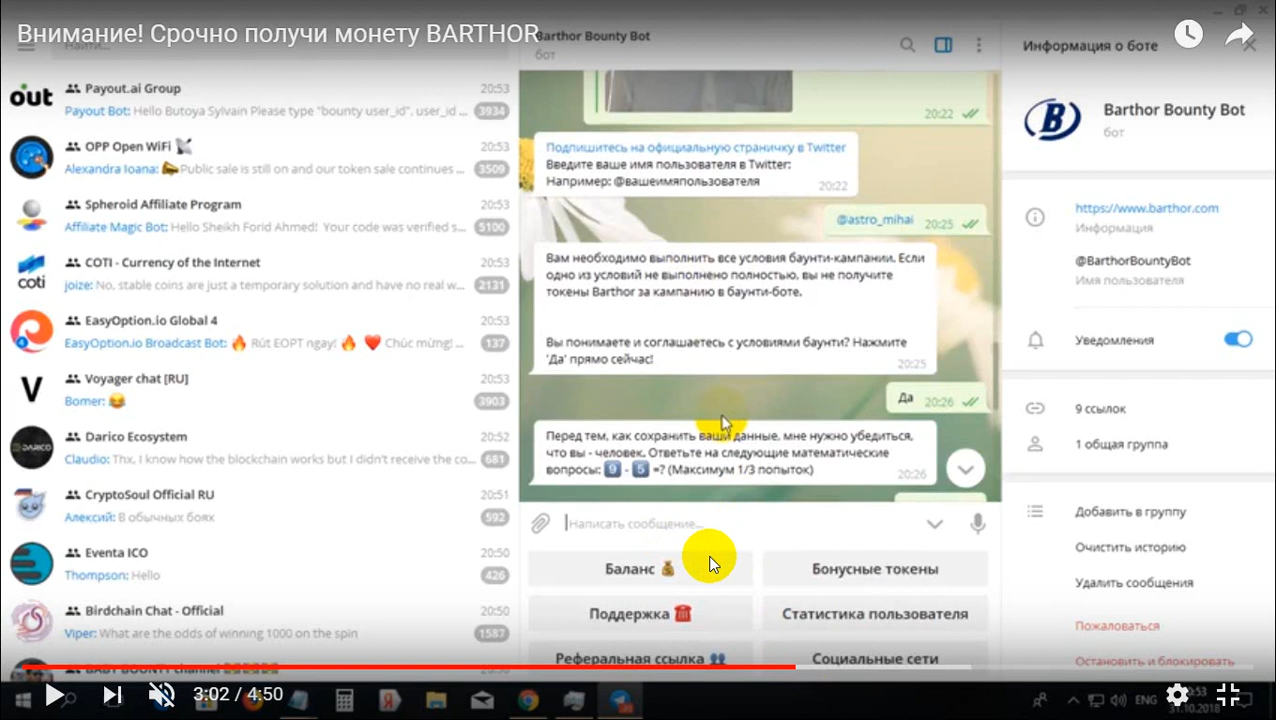 Внимание! Срочно получи монету BARTHOR
Найти...
Payout.ai Group
20:53
Payout Bot: Hello Butoya Sylvain Please type "bounty user_id", user_id ...
3934
OPP Open WiFi
20:53
Alexandra Ioana: 📣Public sale is still on and our token sale continues ...
3509
Spheroid Affiliate Program
20:53
Affiliate Magic Bot: Hello Sheikh Forid Ahmed! Your code was verified s...
5100
COTI - Currency of the Internet
20:53
joize: No, stable coins are just a temporary solution and have no real w...
2131
EasyOption.io Global 4
20:53
EasyOption.io Broadcast Bot: 🔥 Rút EOPT ngay! 🔥 ❤️ Chúc mừng! ...
137
Voyager chat [RU]
20:53
Bomer: 😂
3903
Darico Ecosystem
20:52
Claudio: Thx, I know how the blockchain works but I didn't receive the co...
681
CryptoSoul Official RU
20:51
Алексий: В обычных боях
592
Eventa ICO
20:50
Thompson: Hello
426
Birdchain Chat - Official
20:50
Viper: What are the odds of winning 1000 on the spin
1587
BABY BOUNTY channel
20:50
out
coti
V
DARICO
Barthor Bounty Bot
бот
20:22
Подпишитесь на официальную страничку в Twitter
Введите ваше имя пользователя в Twitter:
Например: @вашеимяпользователя
20:22
@astro_mihai
20:25
Вам необходимо выполнить все условия баунти-кампании. Если
одно из условий не выполнено полностью, вы не получите
токены Barthor за кампанию в баунти-боте.
Вы понимаете и соглашаетесь с условиями баунти? Нажмите
'Да' прямо сейчас!
20:25
Да
20:26
Перед тем, как сохранить ваши данные, мне нужно убедиться,
что вы - человек. Ответьте на следующие математические
вопросы: 9 - 5 =? (Максимум 1/3 попыток)
20:26
Написать сообщение...
Баланс 💰
Бонусные токены
Поддержка ☎️
Статистика пользователя
Реферальная ссылка 👥
Социальные сети
Информация о боте
B
Barthor Bounty Bot
бот
https://www.barthor.com
Информация
@BarthorBountyBot
Имя пользователя
Уведомления
9 ссылок
1 общая группа
Добавить в группу
Очистить историю
Удалить сообщения
Пожаловаться
Остановить и блокировать
3:02 / 4:50
ENG
31.10.2018